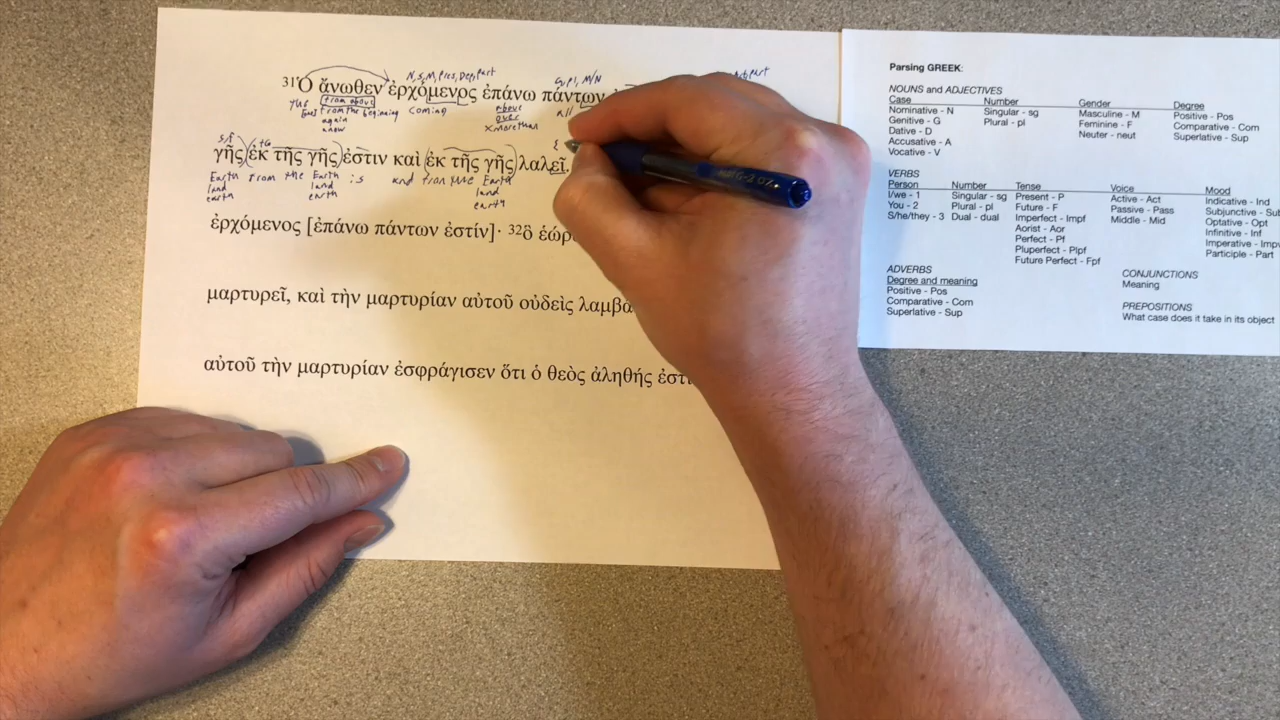 N, S, M, Pres, Dep, Part
G, Pl, M/N
Part
31Ὁ ἄνωθεν ἐρχόμενος ἐπάνω πάντων
The from above coming above all
from the beginning over
again x more than
anew
S, F +G
γῆς ἐκ τῆς γῆς ἐστιν καὶ ἐκ τῆς γῆς λαλεῖ.
Earth from the Earth is and from the Earth
land land land
earth earth earth
ἐρχόμενος [ἐπάνω πάντων ἐστίν]· 32ὃ ἑώρ
μαρτυρεῖ, καὶ τὴν μαρτυρίαν αὐτοῦ οὐδεὶς λαμβά
αὐτοῦ τὴν μαρτυρίαν ἐσφράγισεν ὅτι ὁ θεὸς ἀληθής ἐστι
Parsing GREEK:
NOUNS and ADJECTIVES
Case Number Gender Degree
Nominative - N Singular - sg Masculine - M Positive - Pos
Genitive - G Plural - pl Feminine - F Comparative - Com
Dative - D Neuter - neut Superlative - Sup
Accusative - A
Vocative - V
VERBS
Person Number Tense Voice Mood
I/we - 1 Singular - sg Present - P Active - Act Indicative - Ind
You - 2 Plural - pl Future - F Passive - Pass Subjunctive - Su
S/he/they - 3 Dual - dual Imperfect - Impf Middle - Mid Optative - Opt
Aorist - Aor Infinitive - Inf
Perfect - Pf Imperative - Imp
Pluperfect - Plpf Participle - Part
Future Perfect - Fpf
ADVERBS
Degree and meaning
Positive - Pos
Comparative - Com
Superlative - Sup
CONJUNCTIONS
Meaning
PREPOSITIONS
What case does it take in its object